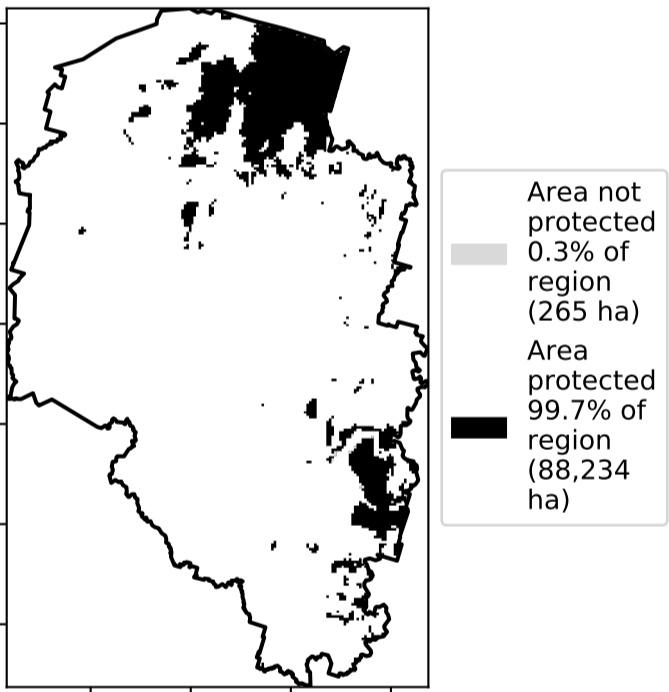 Area not
protected
0.3% of
region
(265 ha)
Area
protected
99.7% of
region
(88,234
ha)